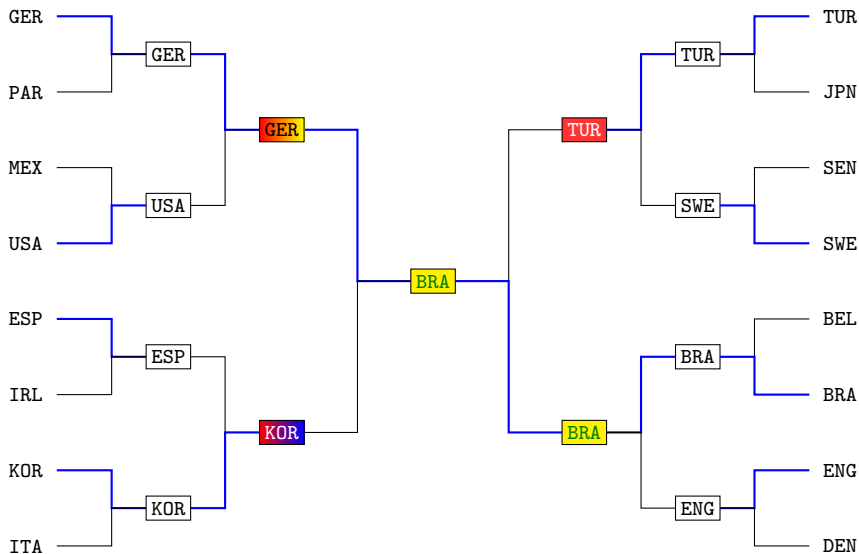 GER
TUR
GER
TUR
PAR
JPN
GER
TUR
MEX
SEN
USA
SWE
USA
SWE
BRA
ESP
BEL
ESP
BRA
IRL
BRA
KOR
BRA
KOR
ENG
KOR
ENG
ITA
DEN